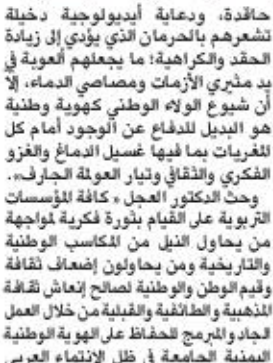 حاقدة، ودعاية أيديولوجية دخيلة
تشعرهم بالحرمان الذي يؤدي إلى زيادة
الحقد والكراهية؛ ما يجعلهم ألعوبة في
يد مثيري الأزمات ومصاصي الدماء، إلّا
أن شيوع الولاء الوطني كهوية وطنية
هو البديل للدفاع عن الوجود أمام كل
المغريات بما فيها غسيل الدماغ والغزو
الفكري والثقافي وتيار العولمة الجارف».
وحث الدكتور العجل « كافة المؤسسات
التربوية على القيام بثورة فكرية لمواجهة
من يحاول النيل من المكاسب الوطنية
والتاريخية ومن يحاولون إضعاف ثقافة
وقيم الوطن والوطنية لصالح إنعاش ثقافة
المذهبية والطائفية والقبلية من خلال العمل
الجاد والمبرمج للحفاظ على الهوية الوطنية
اليمنية الجامعة في ظل الانتماء العربي